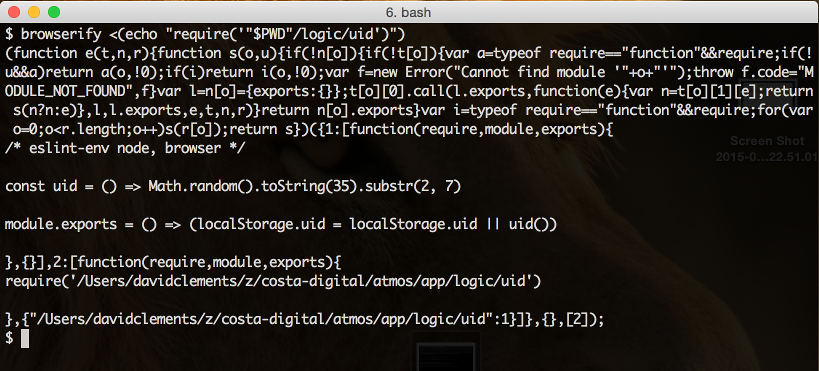 6. bash
$ browserify <(echo "require('"$PWD"/logic/uid')")
(function e(t,n,r){function s(o,u){if(!n[o]){if(!t[o]){var a=typeof require=="function"&&require;if(!
u&&a)return a(o,!0);if(i)return i(o,!0);var f=new Error("Cannot find module '"+o+"'");throw f.code="M
ODULE_NOT_FOUND",f}var l=n[o]={exports:{}};t[o][0].call(l.exports,function(e){var n=t[o][1][e];return
 s(n?n:e)},l,l.exports,e,t,n,r)}return n[o].exports}var i=typeof require=="function"&&require;for(var
 o=0;o<r.length;o++)s(r[o]);return s})({1:[function(require,module,exports){
/* eslint-env node, browser */
const uid = () => Math.random().toString(35).substr(2, 7)
module.exports = () => (localStorage.uid = localStorage.uid || uid())
},{}],2:[function(require,module,exports){
require('/Users/davidclements/z/costa-digital/atmos/app/logic/uid')
},{"/Users/davidclements/z/costa-digital/atmos/app/logic/uid":1}]},{},[2]);
$
Screen Shot
2015-0...22.51.01